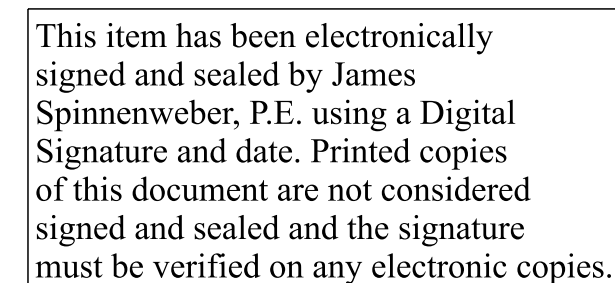 This item has been electronically
signed and sealed by James
Spinnenweber, P.E. using a Digital
Signature and date. Printed copies
of this document are not considered
signed and sealed and the signature
must be verified on any electronic copies.